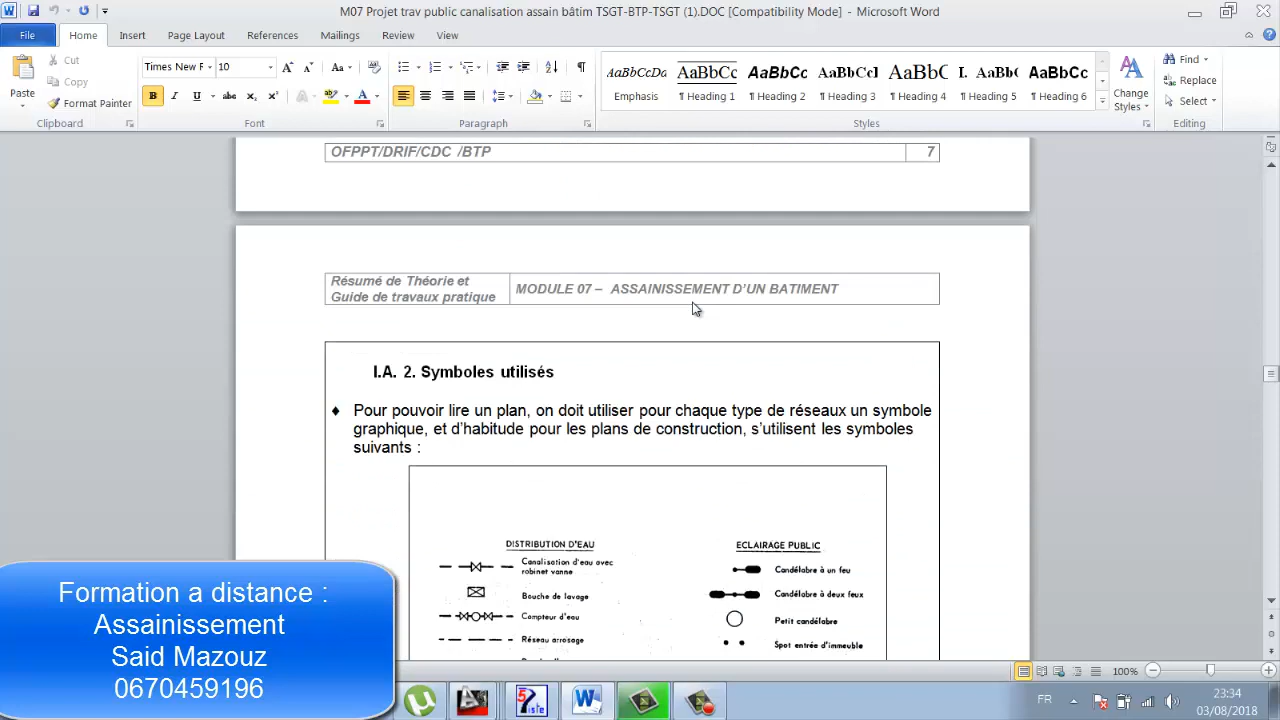 M07 Projet trav public canalisation assain bâtim TSGT-BTP-TSGT (1).DOC [Compatibility Mode] - Microsoft Word
File Home Insert Page Layout References Mailings Review View
Paste Cut Copy Format Painter
Clipboard
Times New F 10
Font
Paragraph
AaBbCcDa AaBbCc AaBbCc AaBbCcI AaBbC I. AaBbC AaBbCc
Emphasis ¶ Heading 1 ¶ Heading 2 ¶ Heading 3 ¶ Heading 4 ¶ Heading 5 ¶ Heading 6
Styles
Change Styles
Find
Replace
Select
Editing
OFPPT/DRIF/CDC /BTP 7
Résumé de Théorie et
Guide de travaux pratique
MODULE 07 – ASSAINISSEMENT D'UN BATIMENT
I.A. 2. Symboles utilisés
♦ Pour pouvoir lire un plan, on doit utiliser pour chaque type de réseaux un symbole
graphique, et d'habitude pour les plans de construction, s'utilisent les symboles
suivants :
DISTRIBUTION D'EAU
Canalisation d'eau avec
robinet vanne
Bouche de lavage
Compteur d'eau
Réseau arrosage
ECLAIRAGE PUBLIC
Candélabre à un feu
Candélabre à deux feux
Petit candélabre
Spot entrée d'immeuble
Formation a distance :
Assainissement
Said Mazouz
0670459196
100%
FR
23:34
03/08/2018